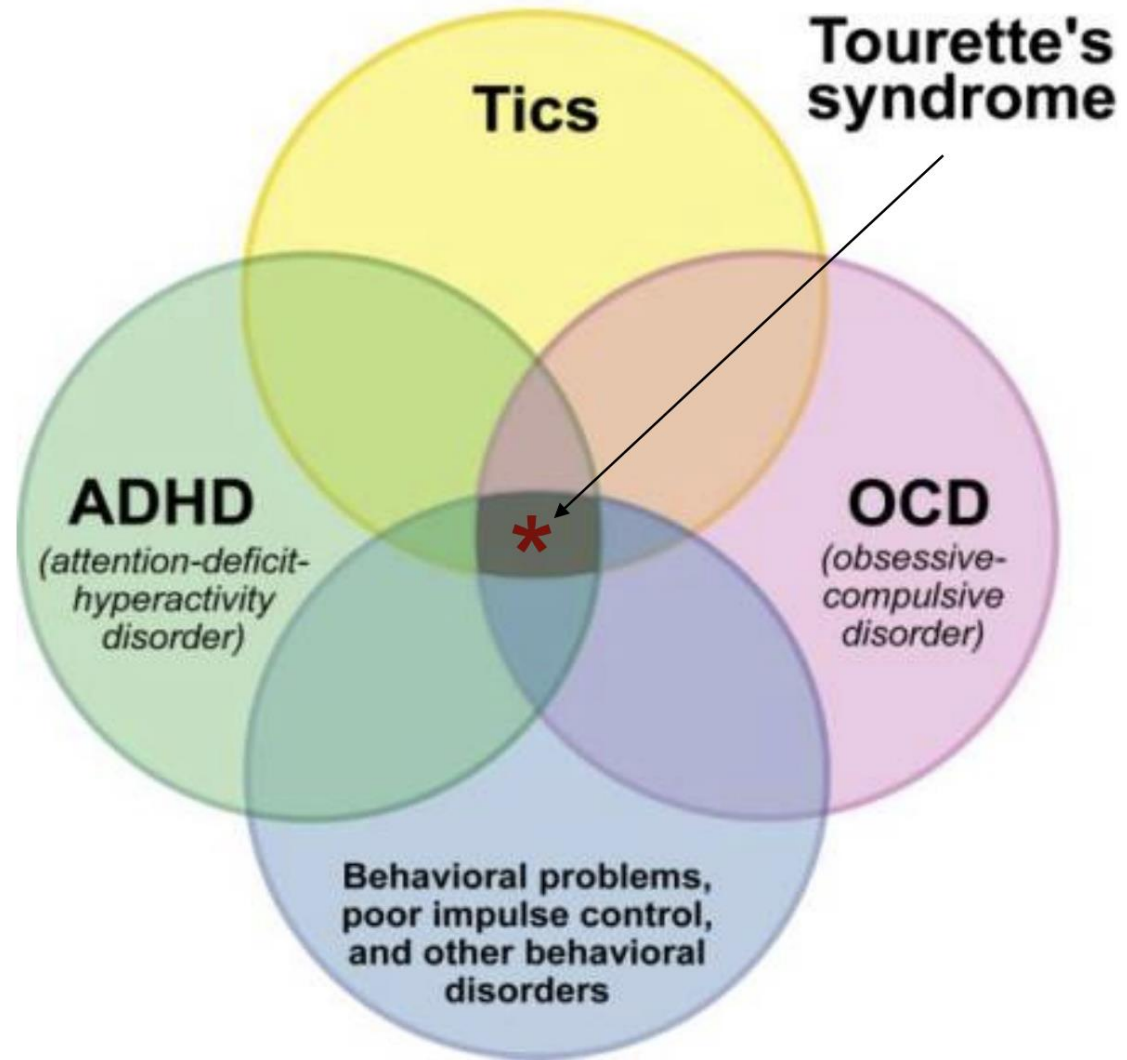 Tourette's
syndrome
Tics
ADHD
(attention-deficit-
hyperactivity
disorder)
OCD
(obsessive-
compulsive
disorder)
*
Behavioral problems,
poor impulse control,
and other behavioral
disorders